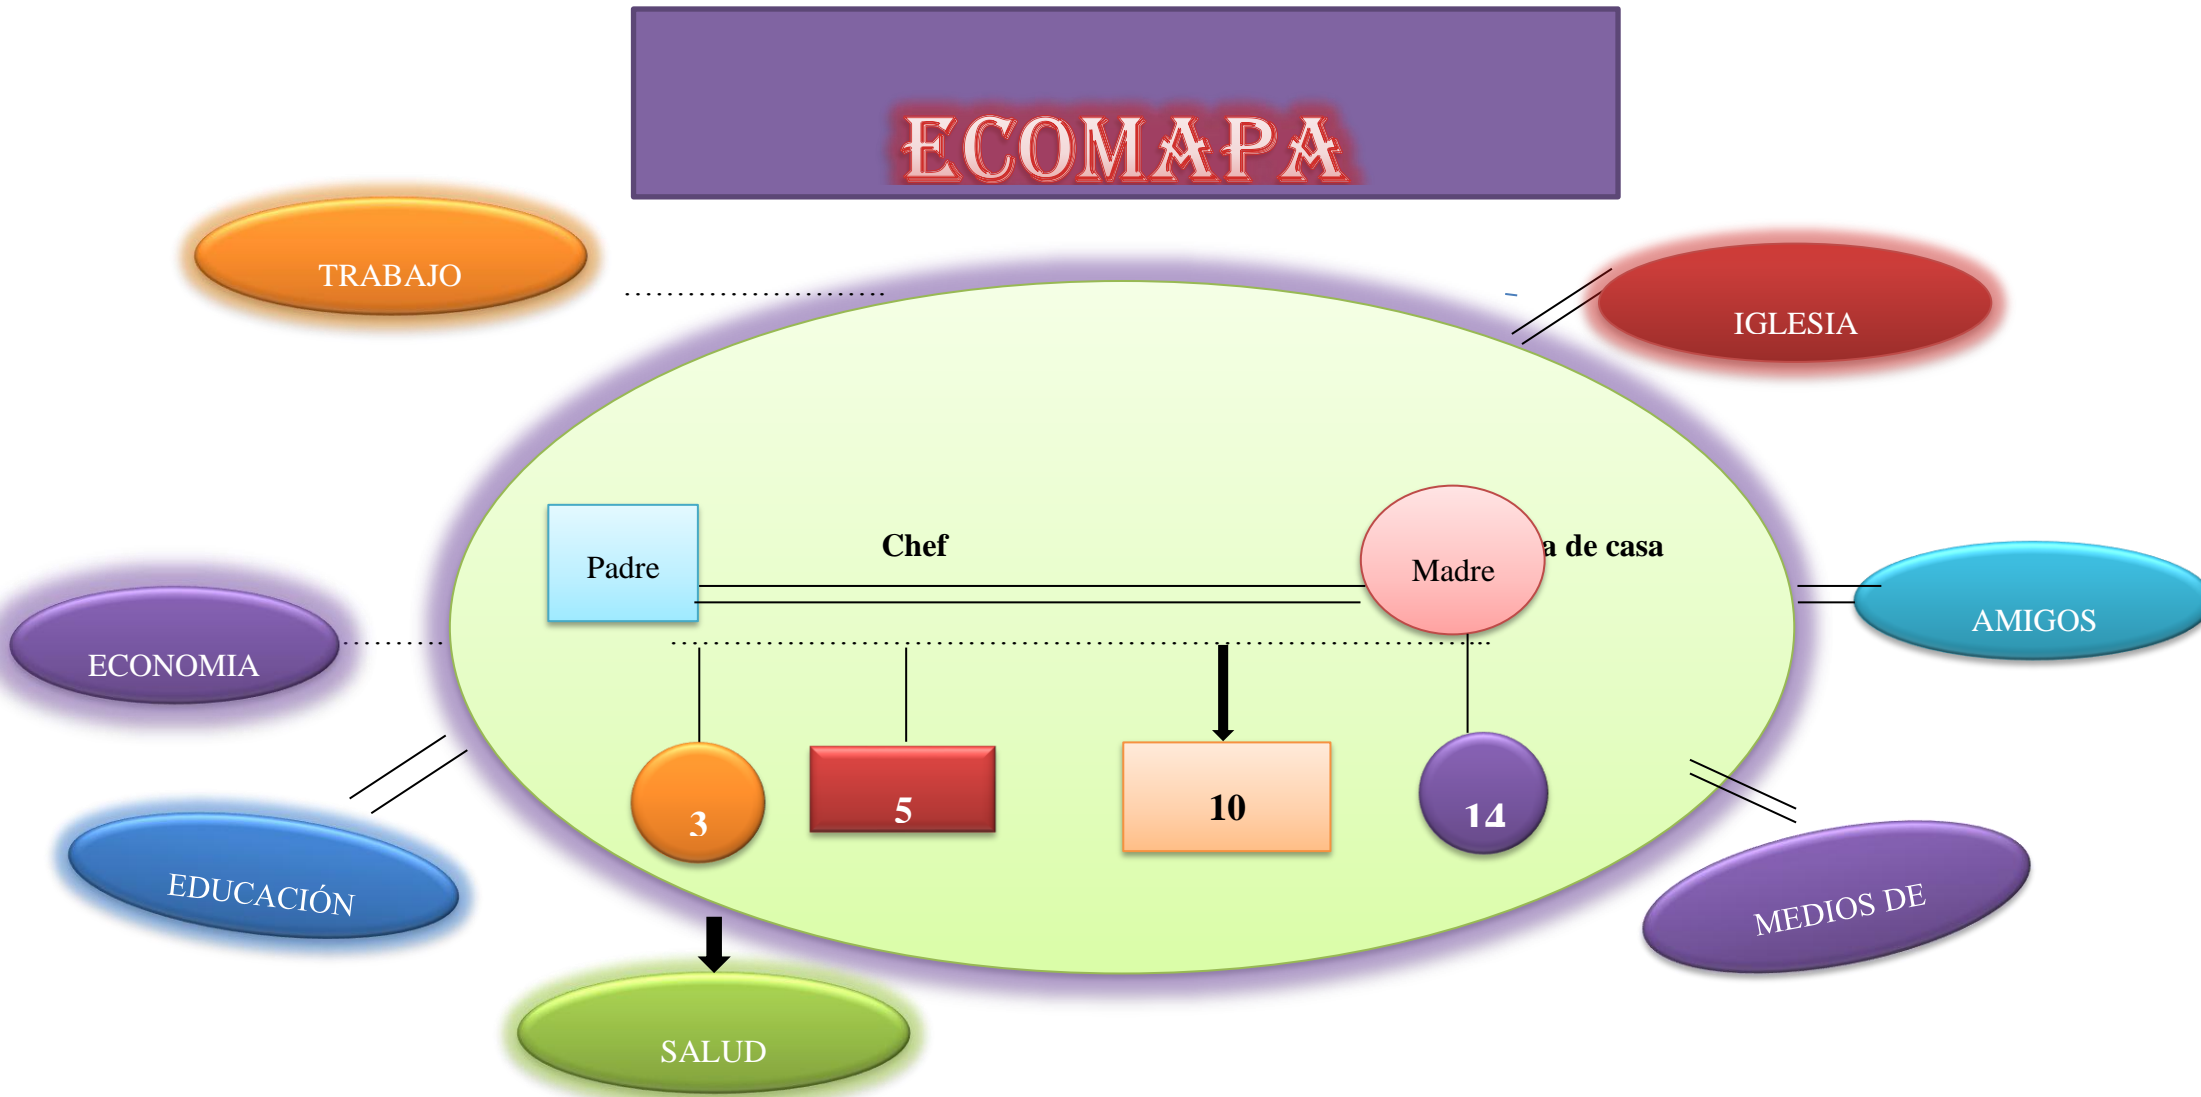 ECOMAPA
TRABAJO
IGLESIA
Chef
a de casa
Padre
Madre
AMIGOS
ECONOMIA
3
5
10
14
EDUCACIÓN
MEDIOS DE
SALUD